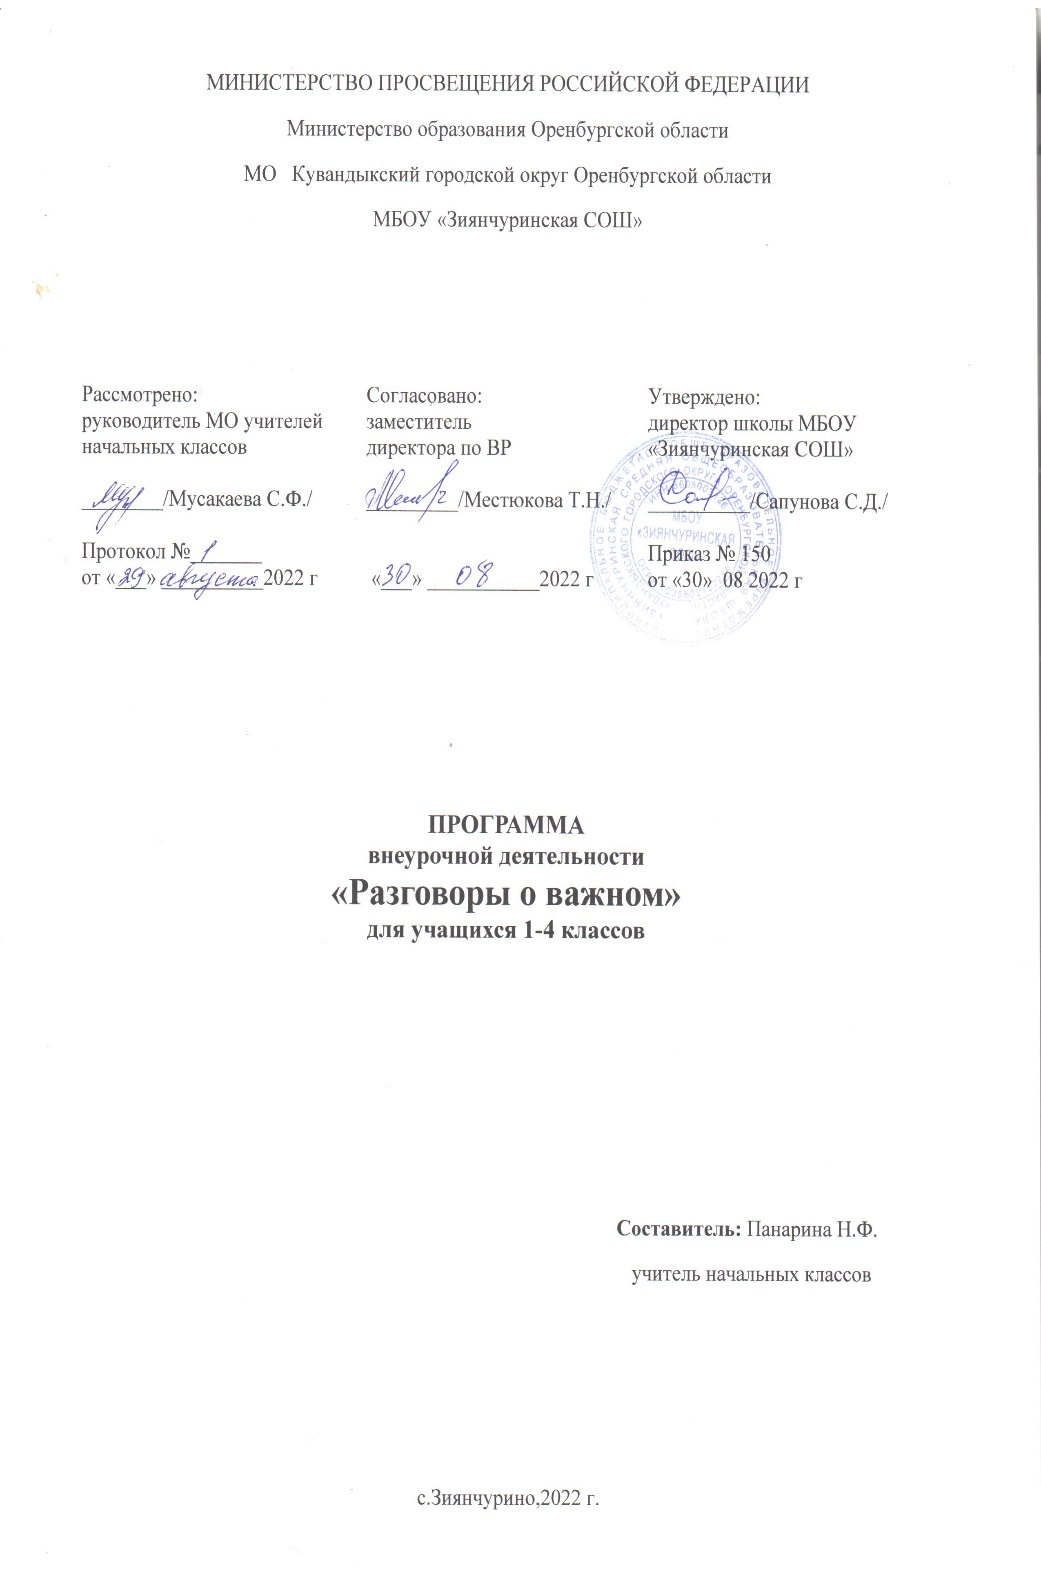 МИНИСТЕРСТВО ПРОСВЕЩЕНИЯ РОССИЙСКОЙ ФЕДЕРАЦИИ
Министерство образования Оренбургской области
МО Кувандыкский городской округ Оренбургской области
МБОУ «Зиянчуринская СОШ»
Рассмотрено:
руководитель МО учителей
начальных классов
/Мусакаева С.Ф./
Протокол № 1
от «29» августа 2022 г
Согласовано:
заместитель
директора по ВР
/Местюкова Т.Н./
«30» 08 2022 г
Утверждено:
директор школы МБОУ
«Зиянчуринская СОШ»
/Сапунова С.Д./
Приказ № 150
от «30» 08 2022 г
МБОУ
«ЗИЯНЧУРИНСКАЯ
ПРОГРАММА
внеурочной деятельности
«Разговоры о важном»
для учащихся 1-4 классов
Составитель: Панарина Н.Ф.
учитель начальных классов
с.Зиянчурино,2022 г.